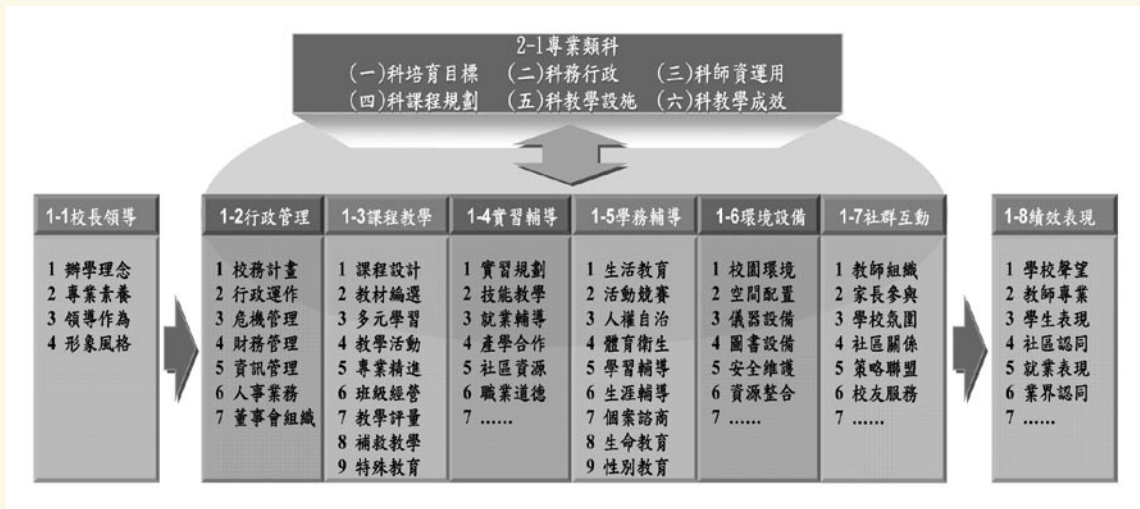 2-1專業類科
(一)科培育目標 (二)科務行政 (三)科師資運用
(四)科課程規劃 (五)科教學設施 (六)科教學成效
1-1校長領導
1 辦學理念
2 專業素養
3 領導作為
4 形象風格
1-2行政管理
1 校務計畫
2 行政運作
3 危機管理
4 財務管理
5 資訊管理
6 人事業務
7 董事會組織
1-3課程教學
1 課程設計
2 教材編選
3 多元學習
4 教學活動
5 專業精進
6 班級經營
7 教學評量
8 補救教學
9 特殊教育
1-4實習輔導
1 實習規劃
2 技能教學
3 就業輔導
4 產學合作
5 社區資源
6 職業道德
7 ......
1-5學務輔導
1 生活教育
2 活動競賽
3 人權自治
4 體育衛生
5 學習輔導
6 生涯輔導
7 個案諮商
8 生命教育
9 性別教育
1-6環境設備
1 校園環境
2 空間配置
3 儀器設備
4 圖書設備
5 安全維護
6 資源整合
7 ......
1-7社群互動
1 教師組織
2 家長參與
3 學校氛圍
4 社區關係
5 策略聯盟
6 校友服務
7 ......
1-8績效表現
1 學校聲望
2 教師專業
3 學生表現
4 社區認同
5 就業表現
6 業界認同
7 ......